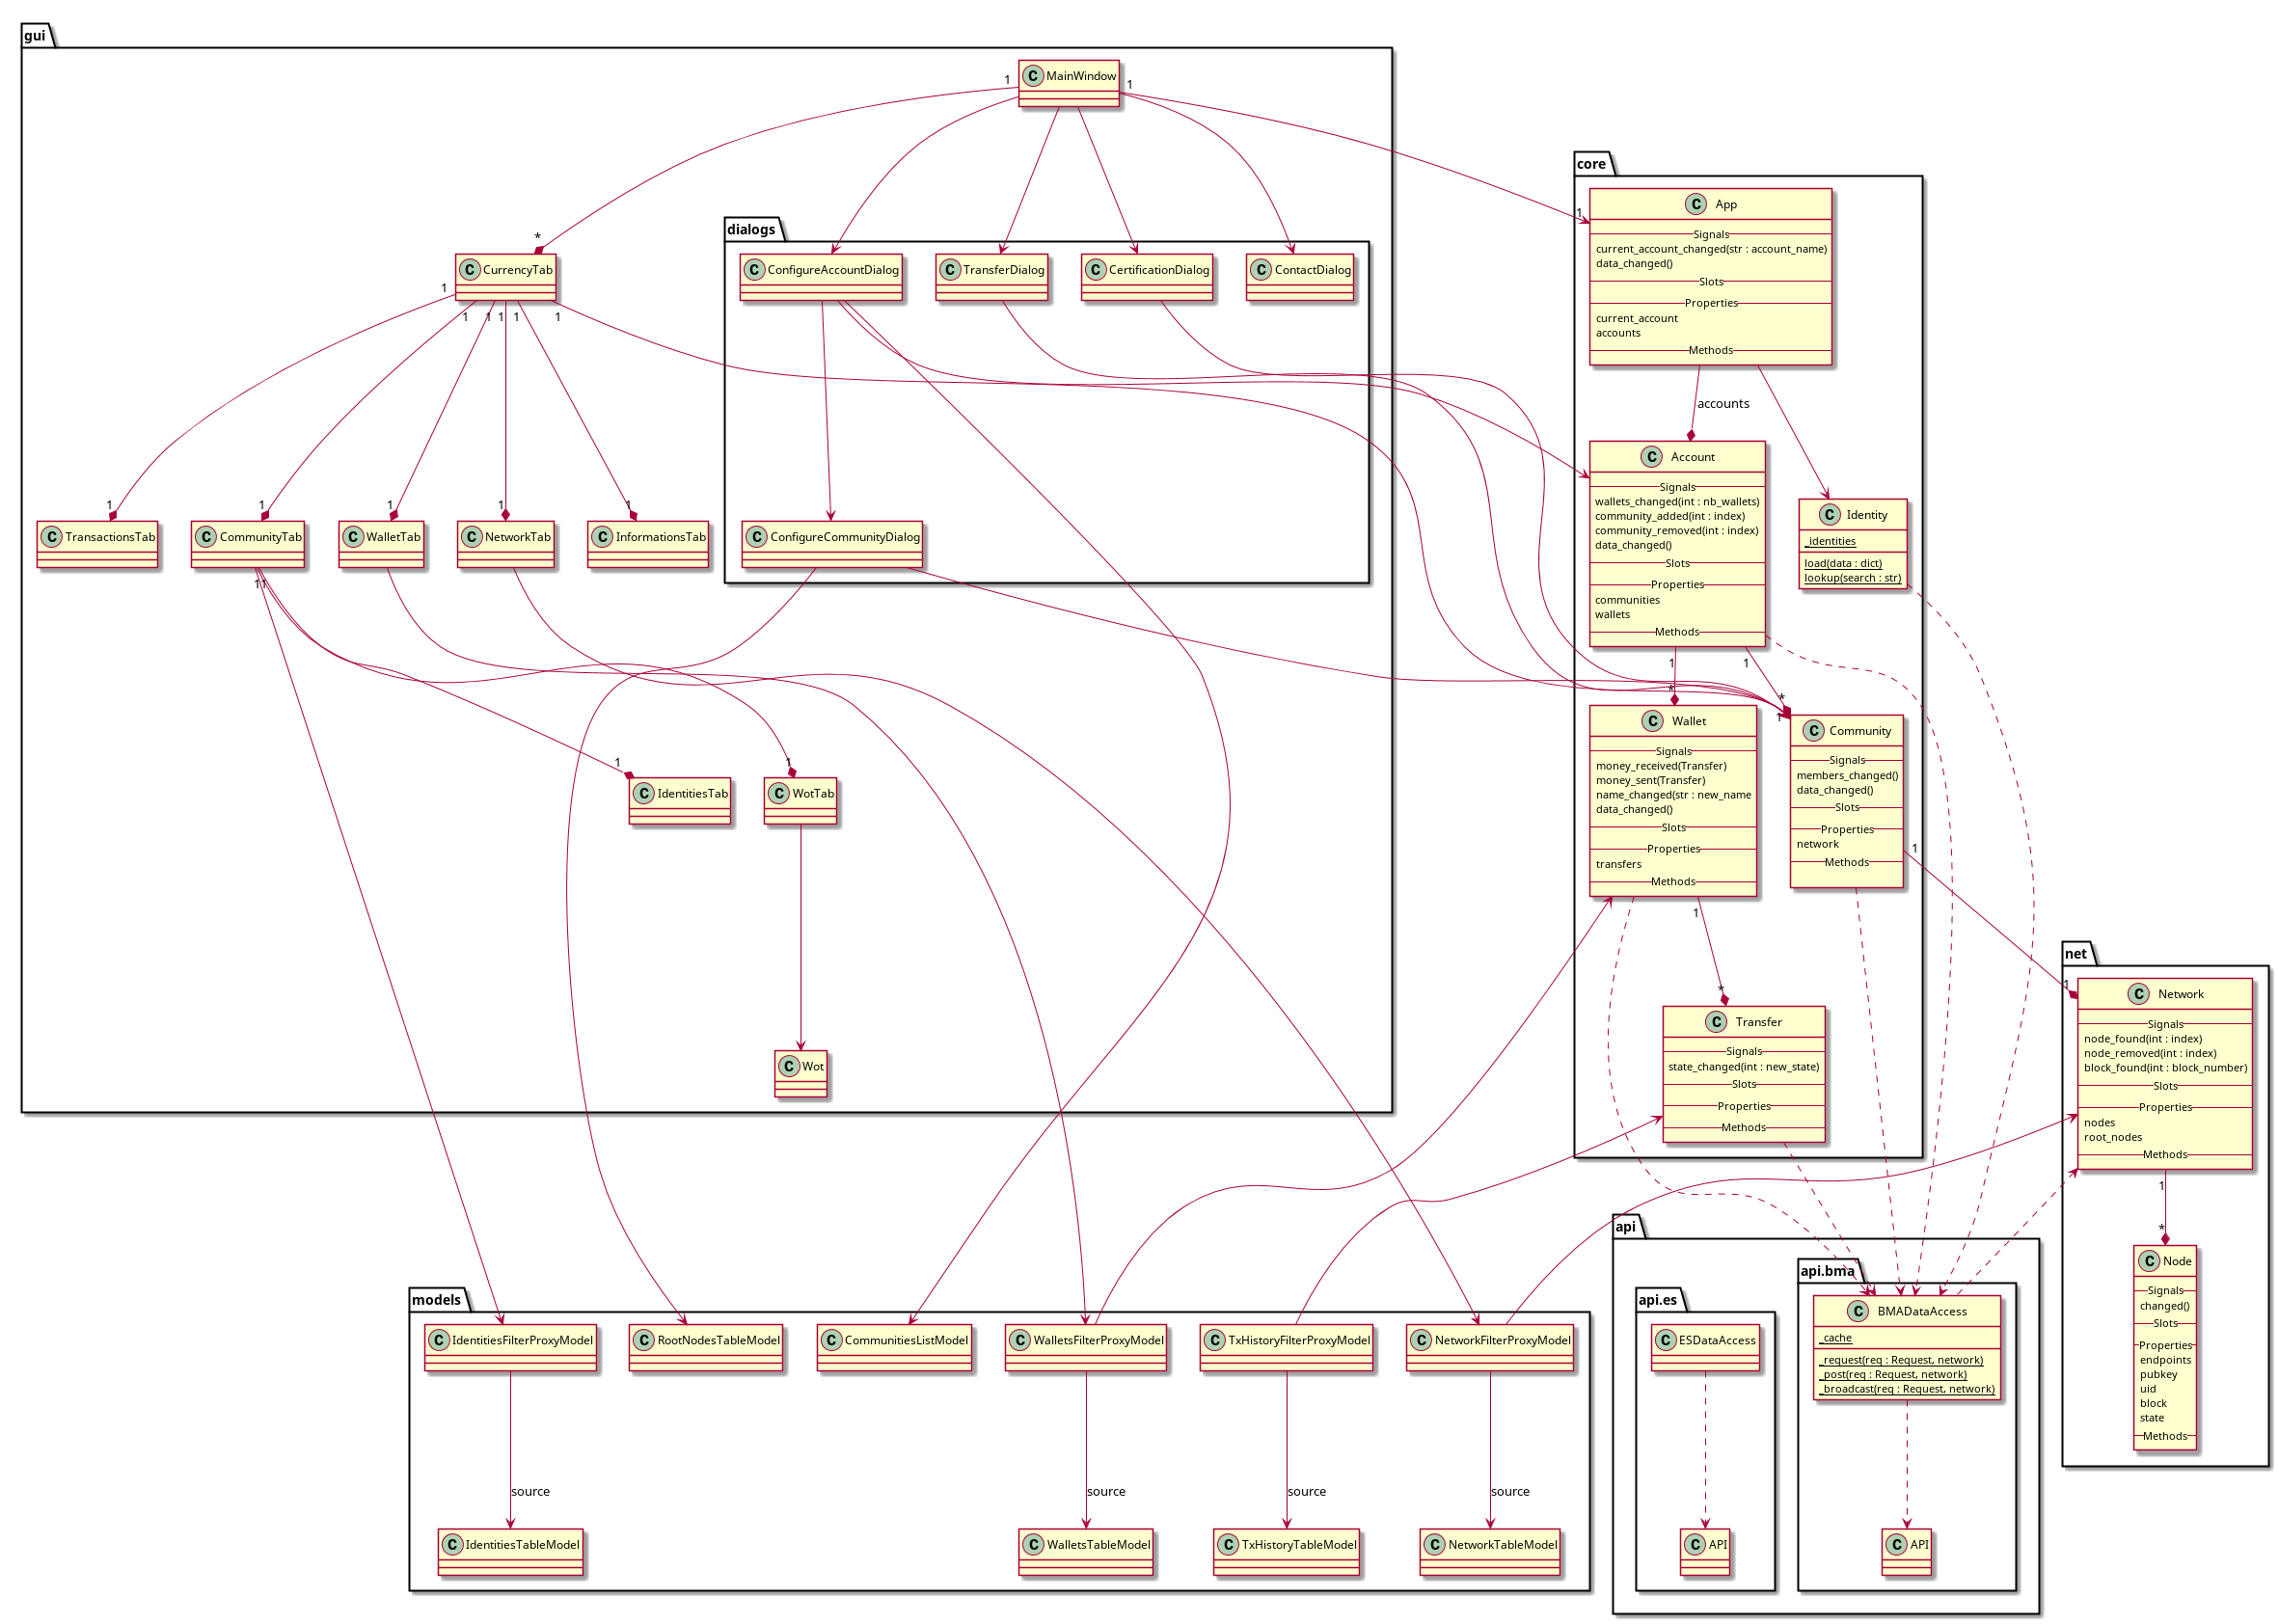 gui
C MainWindow
1
1
*
C CurrencyTab
1
1
1
1
1
1
dialogs
C ConfigureAccountDialog
C TransferDialog
C CertificationDialog
C ContactDialog
C ConfigureCommunityDialog
1
1
1
1
1
C TransactionsTab
C CommunityTab
C WalletTab
C NetworkTab
C InformationsTab
1
1
1
1
C IdentitiesTab
C WotTab
C Wot
core
1
C App
Signals
current_account_changed(str : account_name)
data_changed()
Slots
Properties
current_account
accounts
Methods
accounts
C Account
Signals
wallets_changed(int : nb_wallets)
community_added(int : index)
community_removed(int : index)
data_changed()
Slots
Properties
communities
wallets
Methods
C Identity
_identities
load(data : dict)
lookup(search : str)
1
1
*
*
1
C Wallet
Signals
money_received(Transfer)
money_sent(Transfer)
name_changed(str : new_name
data_changed()
Slots
Properties
transfers
Methods
C Community
Signals
members_changed()
data_changed()
Slots
Properties
network
Methods
1
1
*
C Transfer
Signals
state_changed(int : new_state)
Slots
Properties
Methods
net
1
C Network
Signals
node_found(int : index)
node_removed(int : index)
block_found(int : block_number)
Slots
Properties
nodes
root_nodes
Methods
1
*
C Node
Signals
changed()
Slots
Properties
endpoints
pubkey
uid
block
state
Methods
api
api.es
C ESDataAccess
C API
api.bma
C BMADataAccess
_cache
_request(req : Request, network)
_post(req : Request, network)
_broadcast(req : Request, network)
C API
models
C IdentitiesFilterProxyModel
C RootNodesTableModel
C CommunitiesListModel
C WalletsFilterProxyModel
C TxHistoryFilterProxyModel
C NetworkFilterProxyModel
source
source
source
source
C IdentitiesTableModel
C WalletsTableModel
C TxHistoryTableModel
C NetworkTableModel